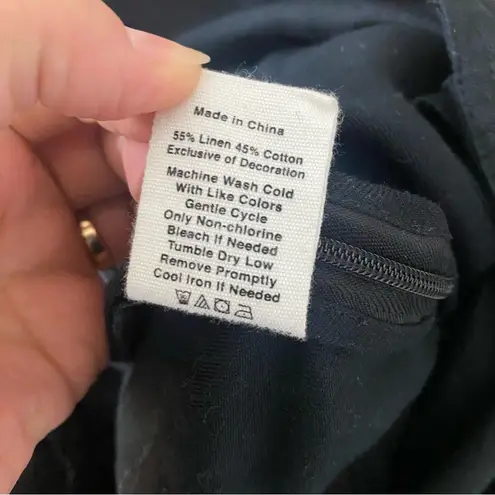 Made in China
55% Linen 45% Cotton
Exclusive of Decoration
Machine Wash Cold
With Like Colors
Gentle Cycle
Only Non-chlorine
Bleach If Needed
Tumble Dry Low
Remove Promptly
Cool Iron If Needed